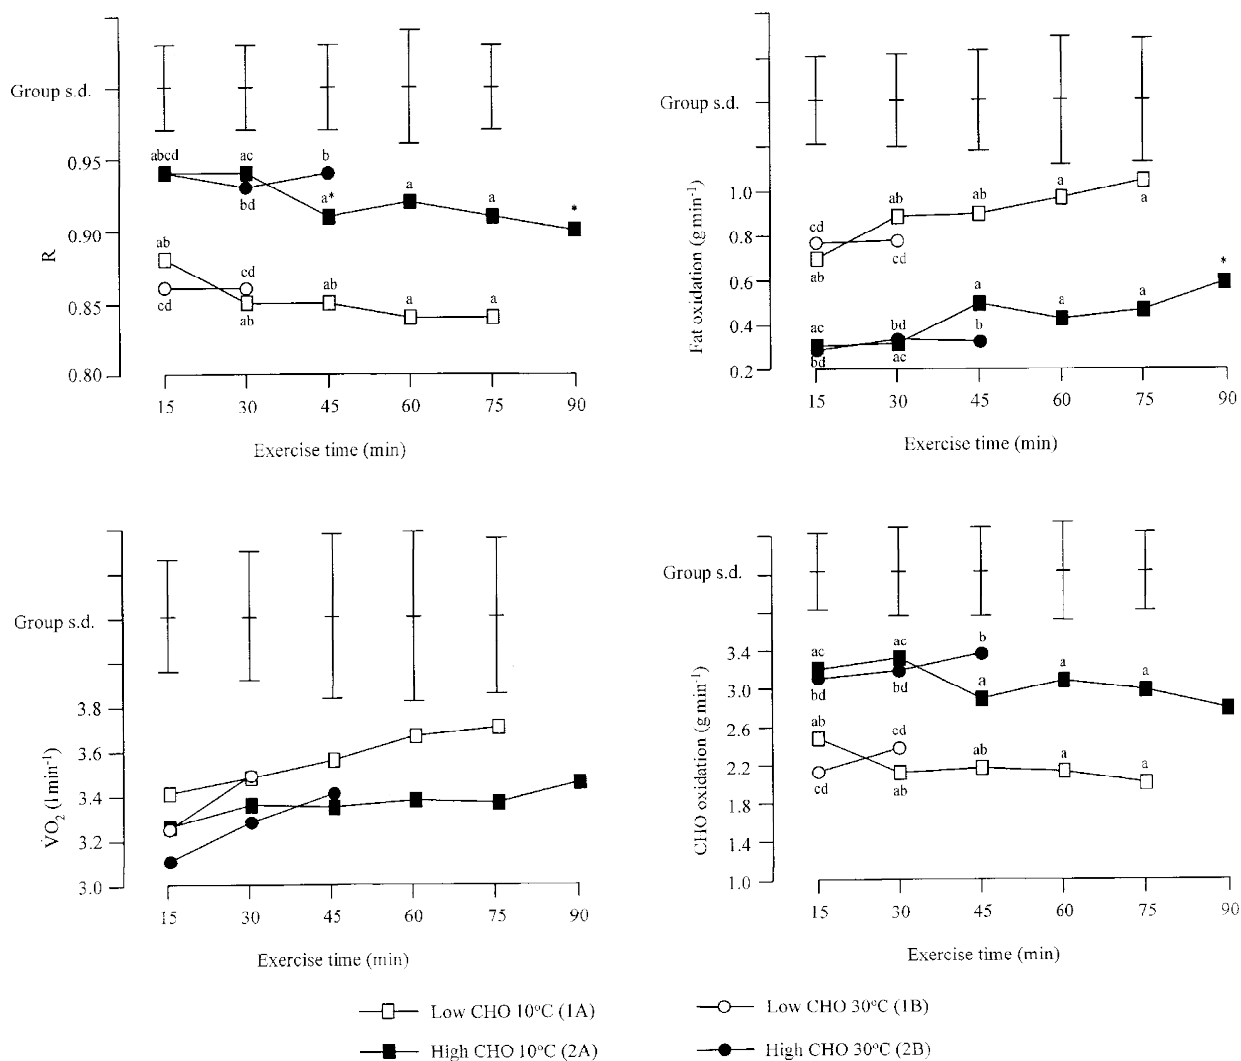 Group s.d.
0.95
abcd
ac
b
bd
a*
a
a
*
R
0.90
ab
cd
cd
ab
ab
a
a
0.85
0.80
15 30 45 60 75 90
Exercise time (min)
Group s.d.
1.0
Fat oxidation (g min-1)
cd
ab
ab
a
a
0.8
ab
cd
0.6
*
ac
bd
a
a
a
0.4
b
bd
ac
0.2
15 30 45 60 75 90
Exercise time (min)
Group s.d.
3.8
3.6
V̇O2 (l min-1)
3.4
3.2
3.0
15 30 45 60 75 90
Exercise time (min)
Group s.d.
3.4
ac
ac
b
a
a
3.0
bd
bd
a
CHO oxidation (g min-1)
2.6
ab
cd
ab
a
a
2.2
cd
ab
1.8
1.4
1.0
15 30 45 60 75 90
Exercise time (min)
Low CHO 10°C (1A)
Low CHO 30°C (1B)
High CHO 10°C (2A)
High CHO 30°C (2B)